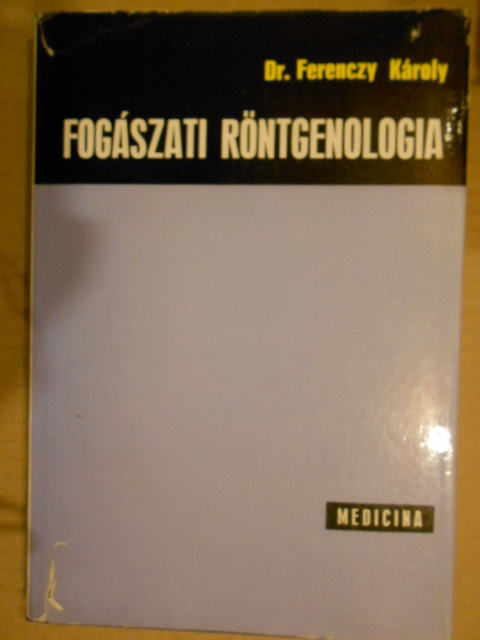 Dr. Ferenczy Károly
FOGÁSZATI RÖNTGENOLOGIA
MEDICINA